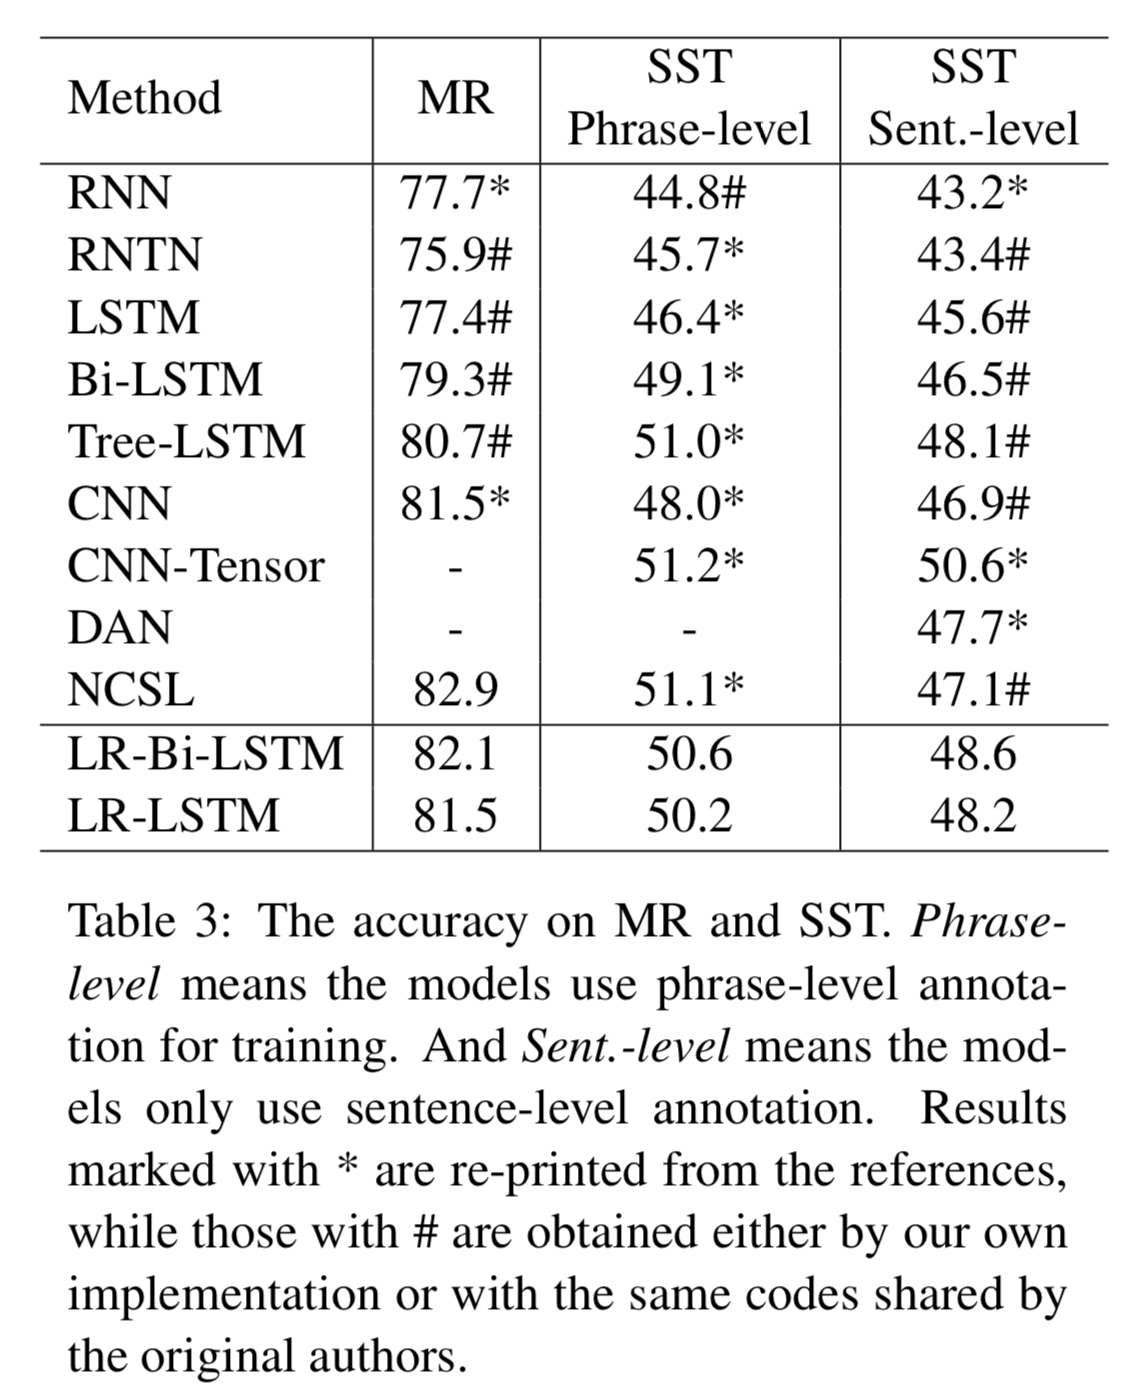 Method MR SST Phrase-level SST Sent.-level
RNN 77.7* 44.8# 43.2*
RNTN 75.9# 45.7* 43.4#
LSTM 77.4# 46.4* 45.6#
Bi-LSTM 79.3# 49.1* 46.5#
Tree-LSTM 80.7# 51.0* 48.1#
CNN 81.5* 48.0* 46.9#
CNN-Tensor - 51.2* 50.6*
DAN - - 47.7*
NCSL 82.9 51.1* 47.1#
LR-Bi-LSTM 82.1 50.6 48.6
LR-LSTM 81.5 50.2 48.2
Table 3: The accuracy on MR and SST. Phrase-
level means the models use phrase-level annota-
tion for training. And Sent.-level means the mod-
els only use sentence-level annotation. Results
marked with * are re-printed from the references,
while those with # are obtained either by our own
implementation or with the same codes shared by
the original authors.